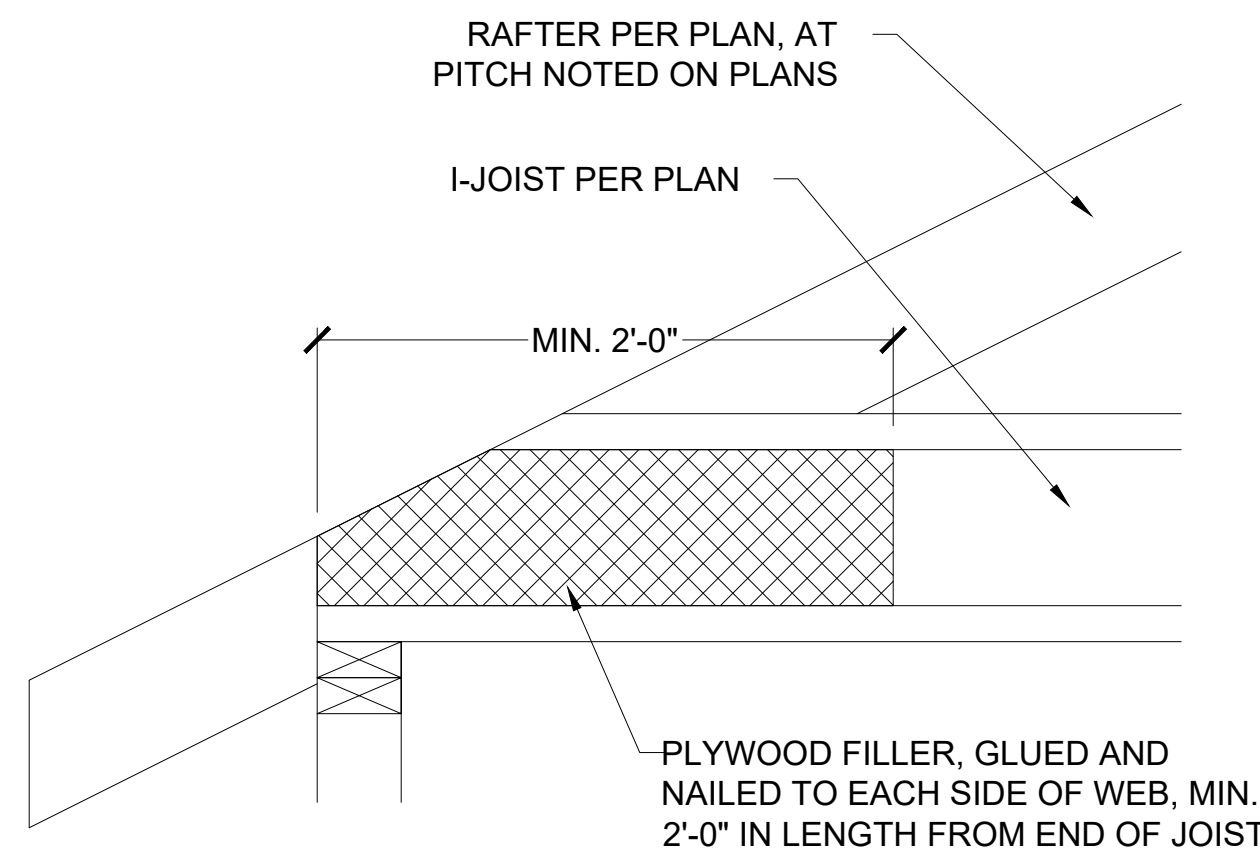 RAFTER PER PLAN, AT
PITCH NOTED ON PLANS
I-JOIST PER PLAN
MIN. 2'-0"
PLYWOOD FILLER, GLUED AND
NAILED TO EACH SIDE OF WEB, MIN.
2'-0" IN LENGTH FROM END OF JOIST